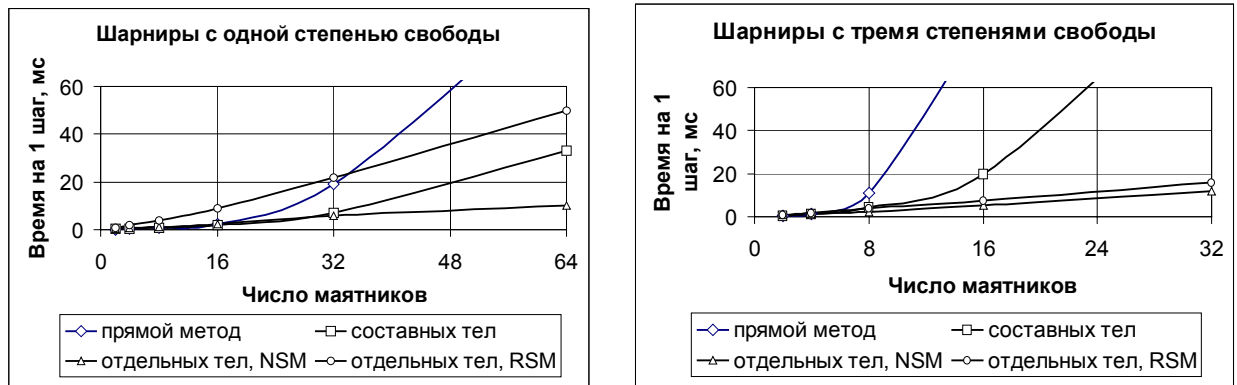 Шарниры с одной степенью свободы
Время на 1 шаг, мс
60
40
20
0
0 16 32 48 64
Число маятников
прямой метод составных тел
отдельных тел, NSM отдельных тел, RSM
Шарниры с тремя степенями свободы
Время на 1
шаг, мс
60
40
20
0
0 8 16 24 32
Число маятников
прямой метод составных тел
отдельных тел, NSM отдельных тел, RSM